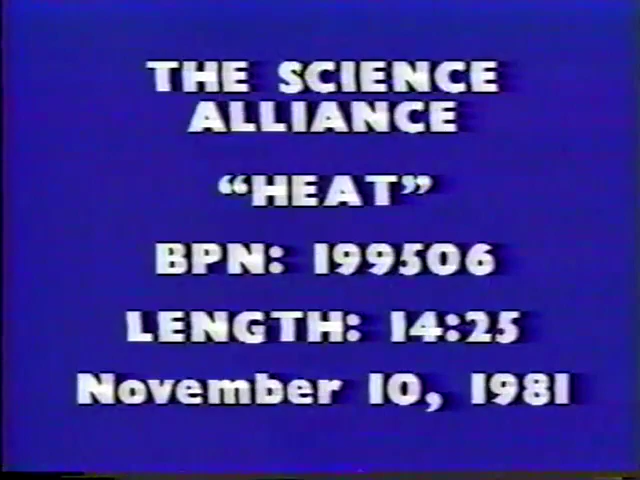 THE SCIENCE
ALLIANCE
“HEAT”
BPN: 199506
LENGTH: 14:25
November 10, 1981